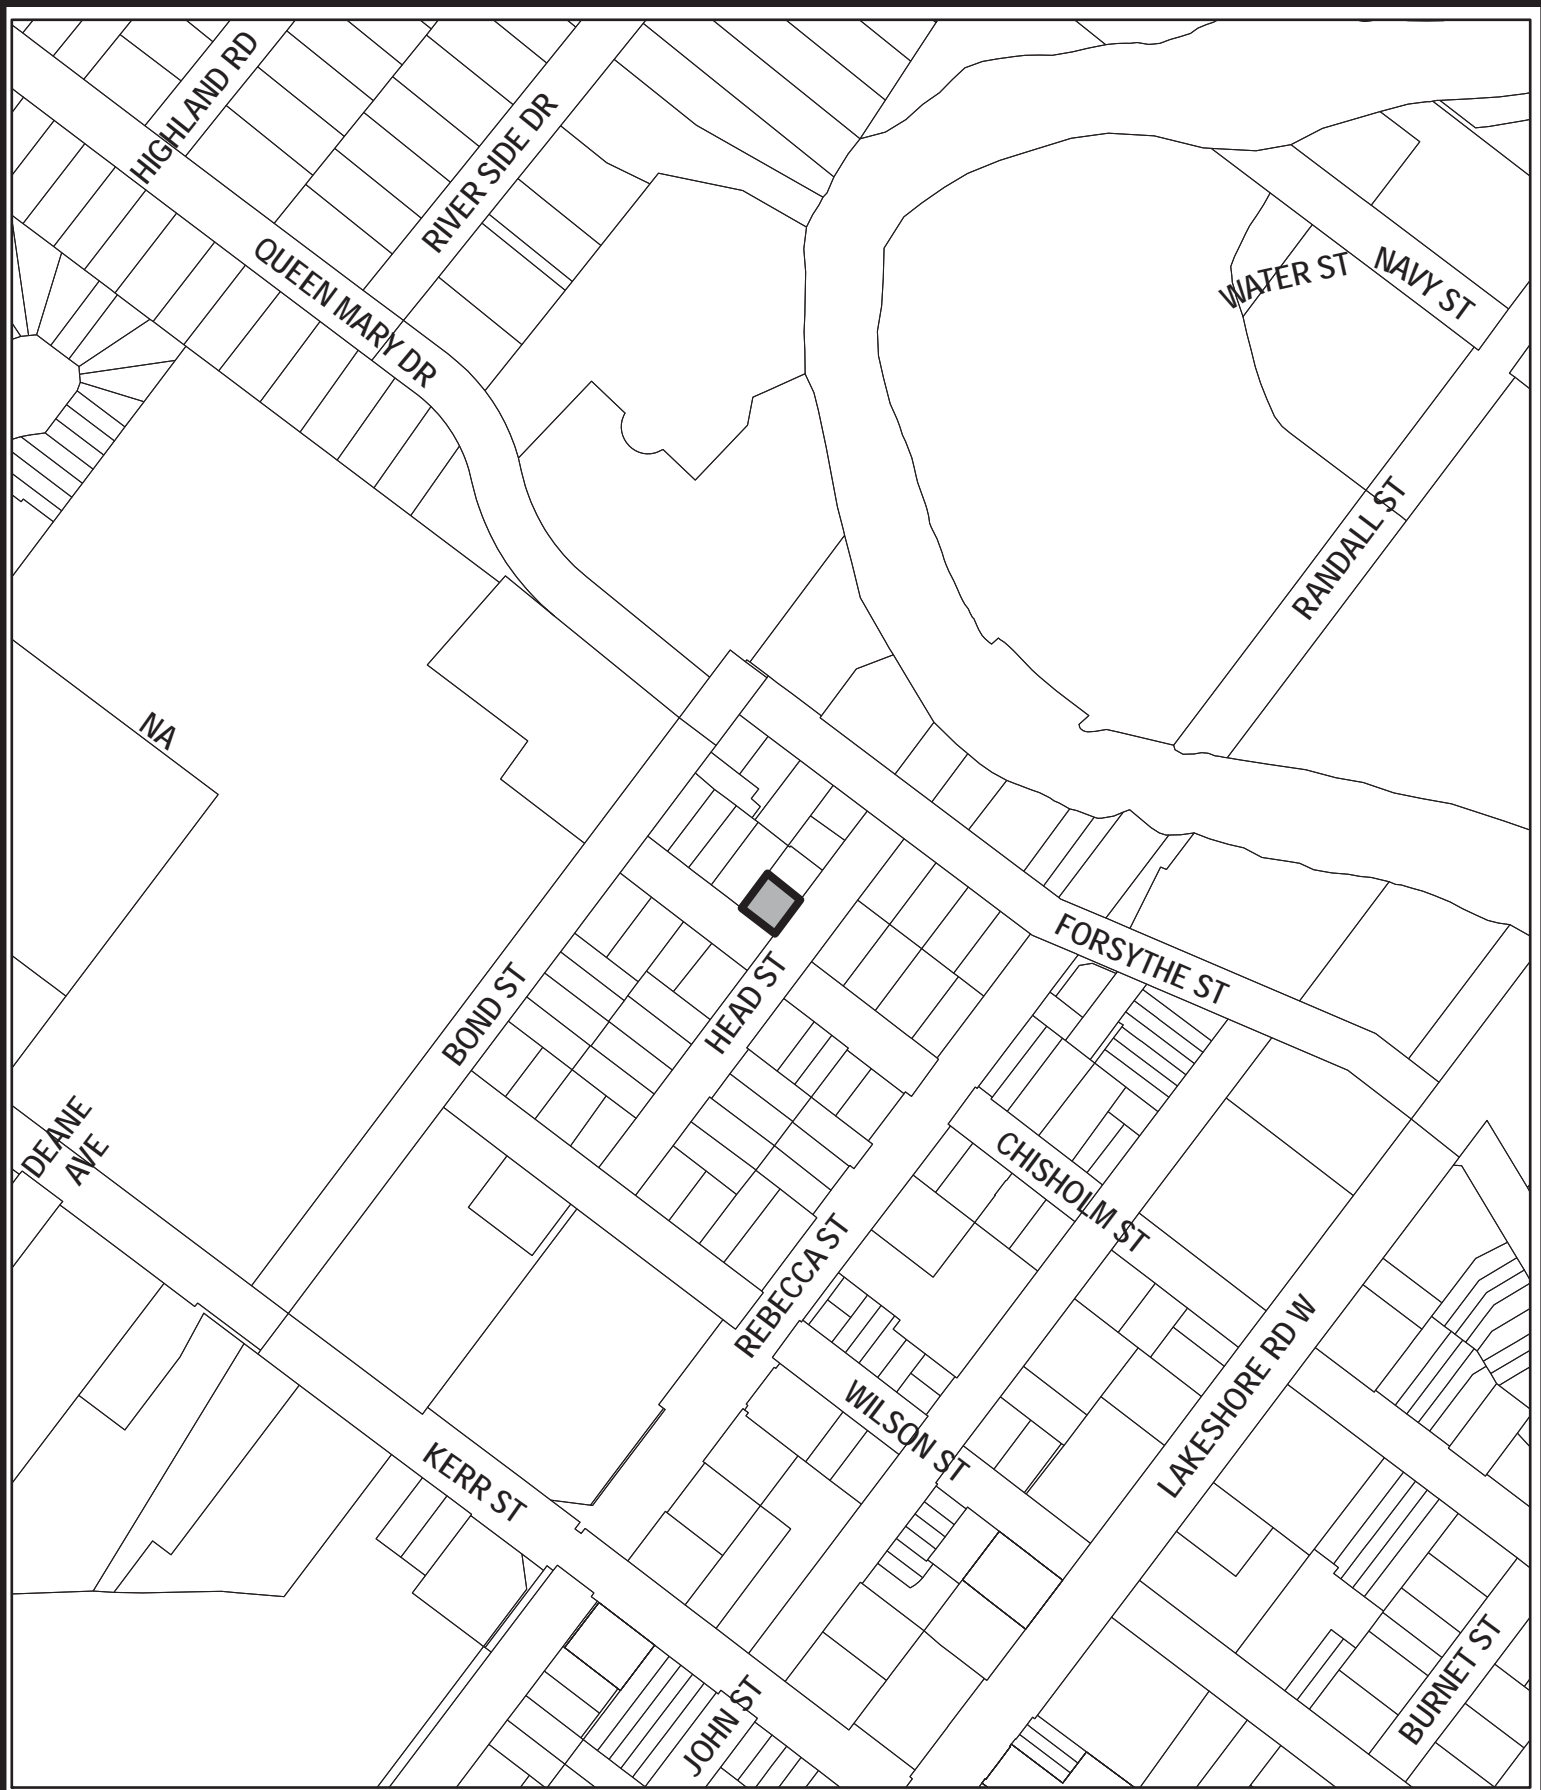 HIGHLAND RD
RIVER SIDE DR
QUEEN MARY DR
WATER ST
NAVY ST
RANDALL ST
NA
FORSYTHE ST
BOND ST
HEAD ST
DEANE
AVE
CHISHOLM ST
REBECCA ST
LAKESHORE RD W
WILSON ST
KERR ST
JOHN ST
BURNET ST